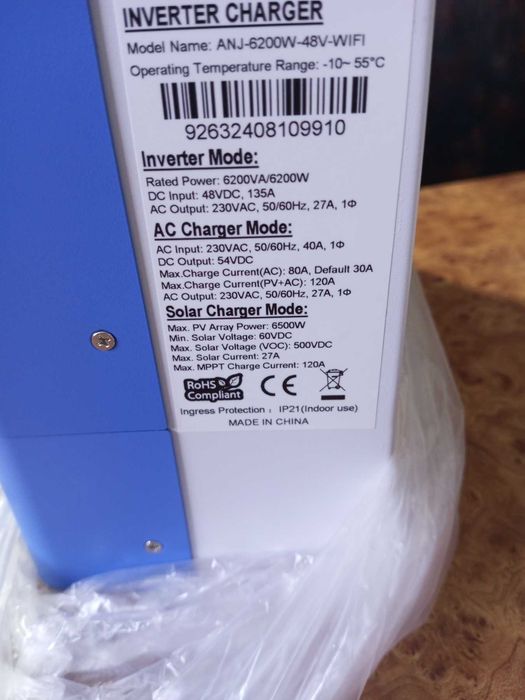 INVERTER CHARGER
Model Name: ANJ-6200W-48V-WIFI
Operating Temperature Range: -10~ 55°C
92632408109910
Inverter Mode:
Rated Power: 6200VA/6200W
DC Input: 48VDC, 135A
AC Output: 230VAC, 50/60Hz, 27A, 1Φ
AC Charger Mode:
AC Input: 230VAC, 50/60Hz, 40A, 1Φ
DC Output: 54VDC
Max.Charge Current(AC): 80A, Default 30A
Max.Charge Current(PV+AC): 120A
AC Output: 230VAC, 50/60Hz, 27A, 1Φ
Solar Charger Mode:
Max. PV Array Power: 6500W
Min. Solar Voltage: 60VDC
Max. Solar Voltage (VOC): 500VDC
Max. Solar Current: 27A
Max. MPPT Charge Current: 120A
RoHS
Compliant
CE
Ingress Protection : IP21(Indoor use)
MADE IN CHINA